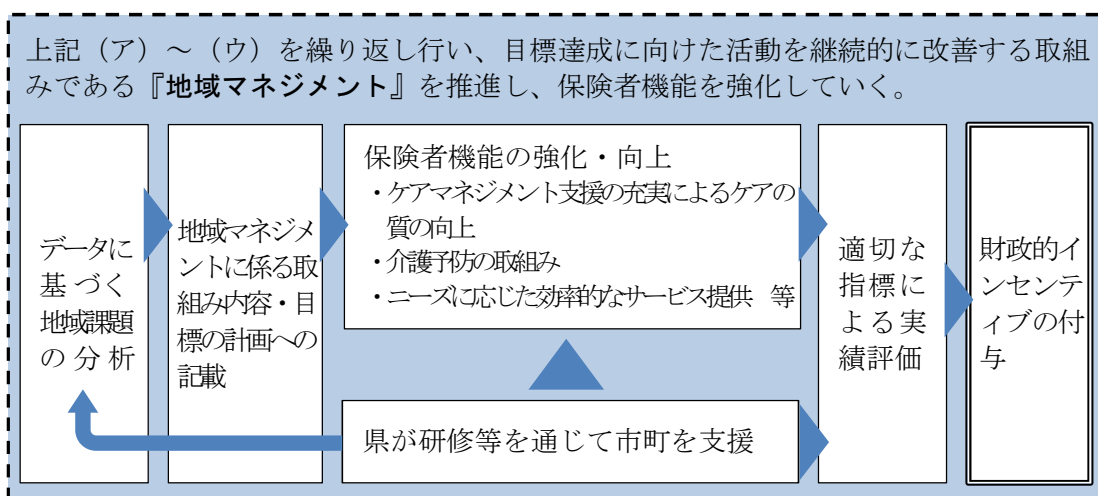 上記（ア）～（ウ）を繰り返し行い、目標達成に向けた活動を継続的に改善する取組
みである『地域マネジメント』を推進し、保険者機能を強化していく。
データに
基づく
地域課題
の分析
地域マネジメ
ントに係る取
組み内容・目
標の計画への
記載
保険者機能の強化・向上
・ケアマネジメント支援の充実によるケアの
質の向上
・介護予防の取組み
・ニーズに応じた効率的なサービス提供　等
県が研修等を通じて市町を支援
適切な
指標に
よる実
績評価
財政的イ
ンセンテ
ィブの付
与